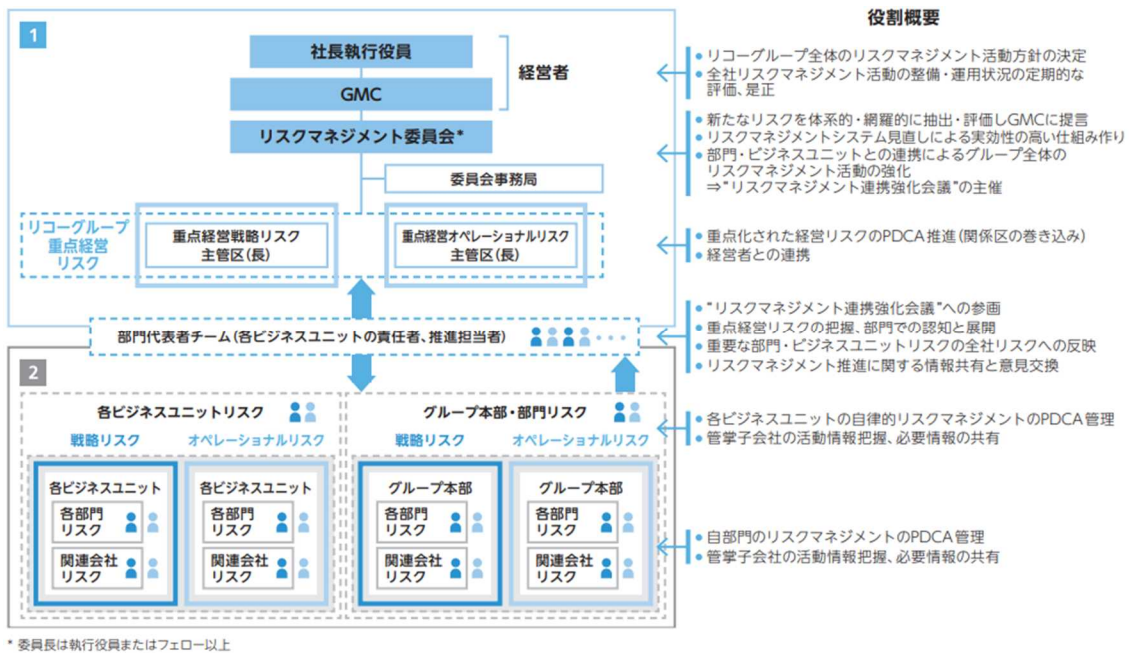 役割概要
1
社長執行役員
GMC
経営者
リスクマネジメント委員会*
委員会事務局
リコーグループ
重点経営
リスク
重点経営戦略リスク
主管区(長)
重点経営オペレーショナルリスク
主管区(長)
部門代表者チーム(各ビジネスユニットの責任者、推進担当者)
• リコーグループ全体のリスクマネジメント活動方針の決定
• 全社リスクマネジメント活動の整備・運用状況の定期的な
評価、是正
• 新たなリスクを体系的・網羅的に抽出・評価しGMCに提言
• リスクマネジメントシステム見直しによる実効性の高い仕組み作り
• 部門・ビジネスユニットとの連携によるグループ全体の
リスクマネジメント活動の強化
⇒“リスクマネジメント連携強化会議”の主催
• 重点化された経営リスクのPDCA推進(関係区の巻き込み)
• 経営者との連携
• “リスクマネジメント連携強化会議”への参画
• 重点経営リスクの把握、部門での認知と展開
• 重要な部門・ビジネスユニットリスクの全社リスクへの反映
• リスクマネジメント推進に関する情報共有と意見交換
2
各ビジネスユニットリスク
戦略リスク
オペレーショナルリスク
各ビジネスユニット
各部門
リスク
関連会社
リスク
各ビジネスユニット
各部門
リスク
関連会社
リスク
グループ本部・部門リスク
戦略リスク
オペレーショナルリスク
グループ本部
各部門
リスク
関連会社
リスク
グループ本部
各部門
リスク
関連会社
リスク
• 各ビジネスユニットの自律的リスクマネジメントのPDCA管理
• 管掌子会社の活動情報把握、必要情報の共有
• 自部門のリスクマネジメントのPDCA管理
• 管掌子会社の活動情報把握、必要情報の共有
* 委員長は執行役員またはフェロー以上